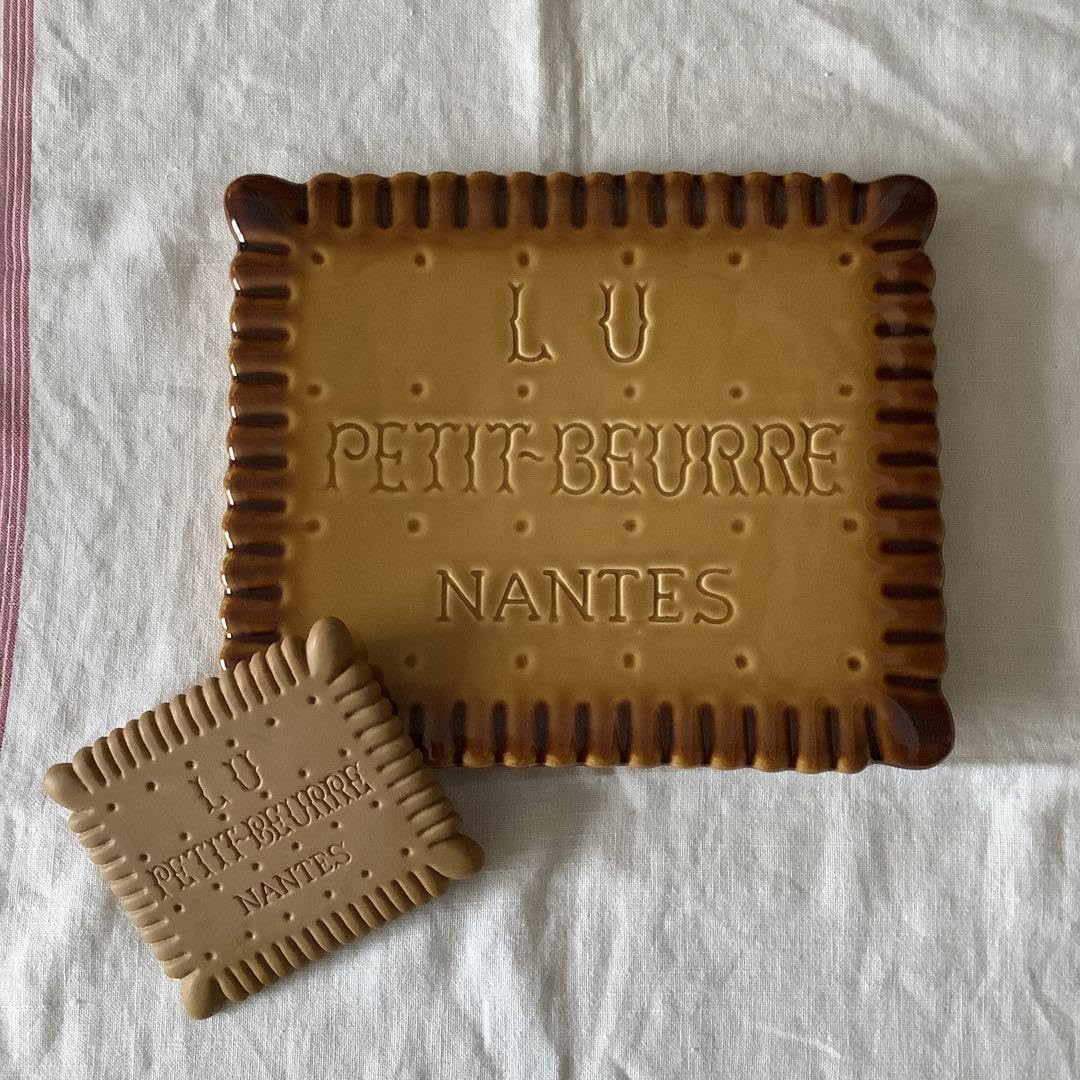 L U
PETIT-BEURRE
NANTES
L U
PETIT-BEURRE
NANTES